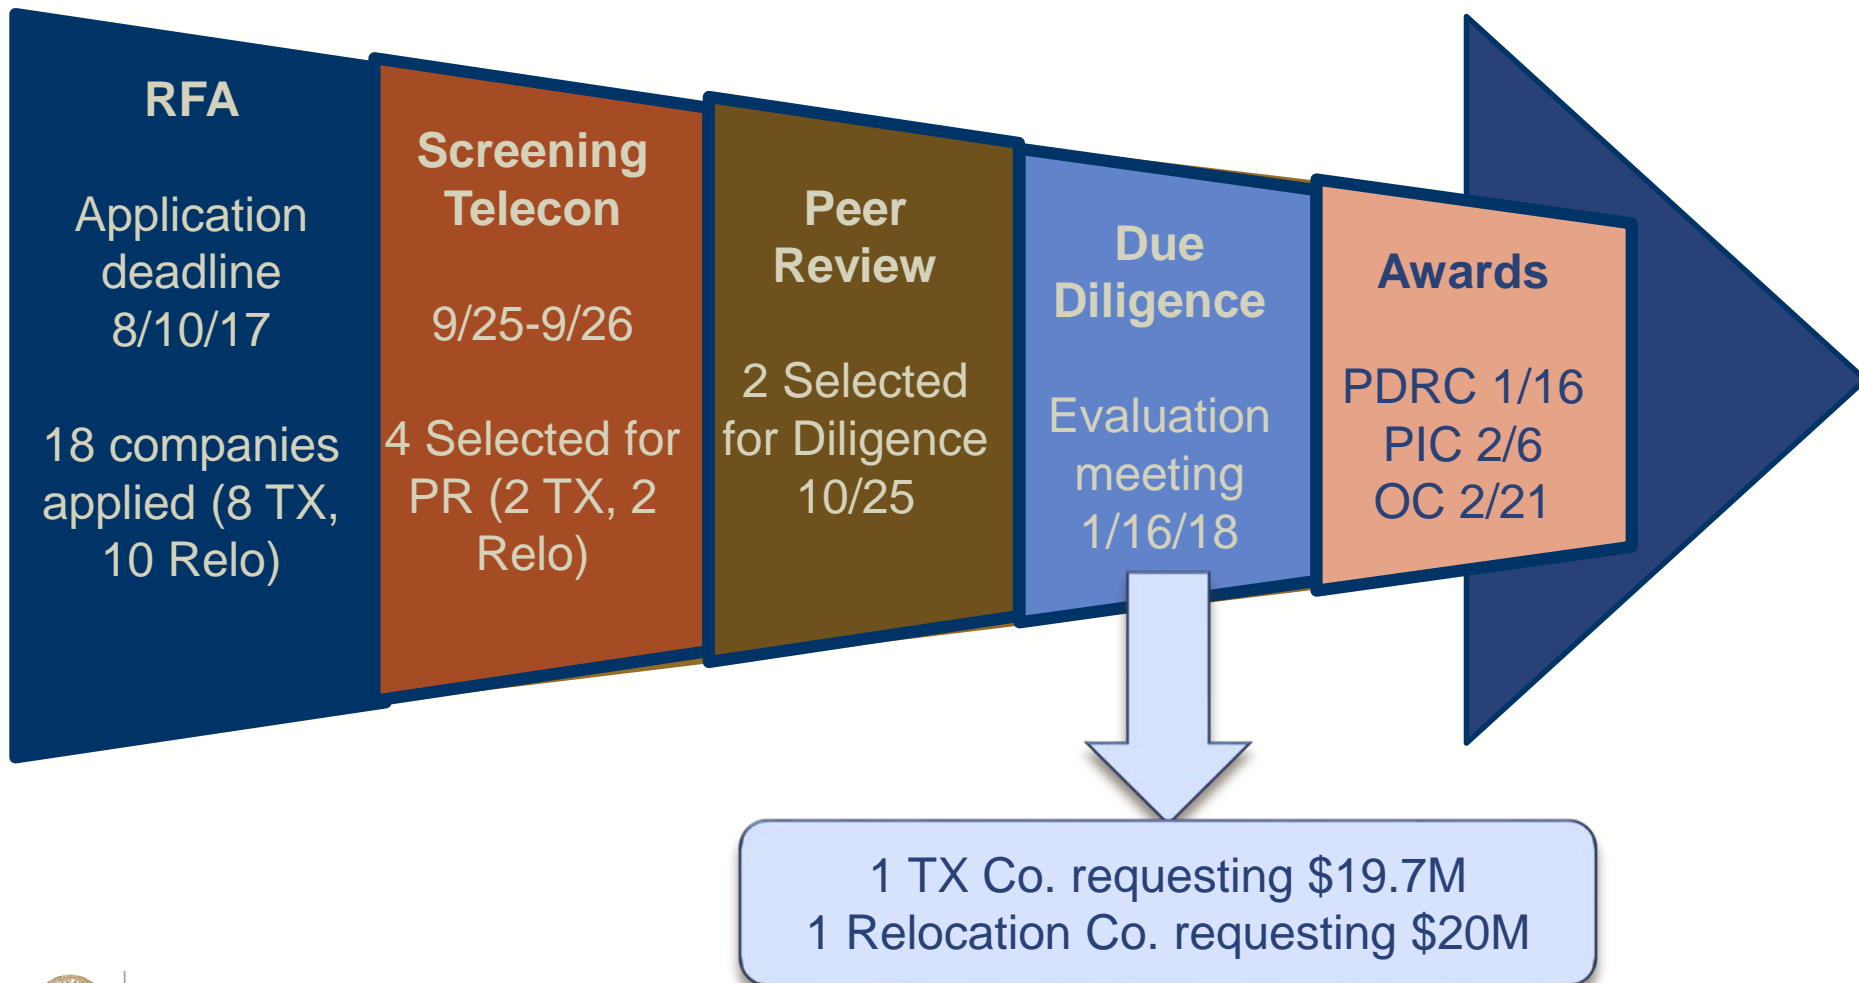 RFA
Application
deadline
8/10/17
18 companies
applied (8 TX,
10 Relo)
Screening
Telecon
9/25-9/26
4 Selected for
PR (2 TX, 2
Relo)
Peer
Review
2 Selected
for Diligence
10/25
Due
Diligence
Evaluation
meeting
1/16/18
Awards
PDRC 1/16
PIC 2/6
OC 2/21
1 TX Co. requesting $19.7M
1 Relocation Co. requesting $20M